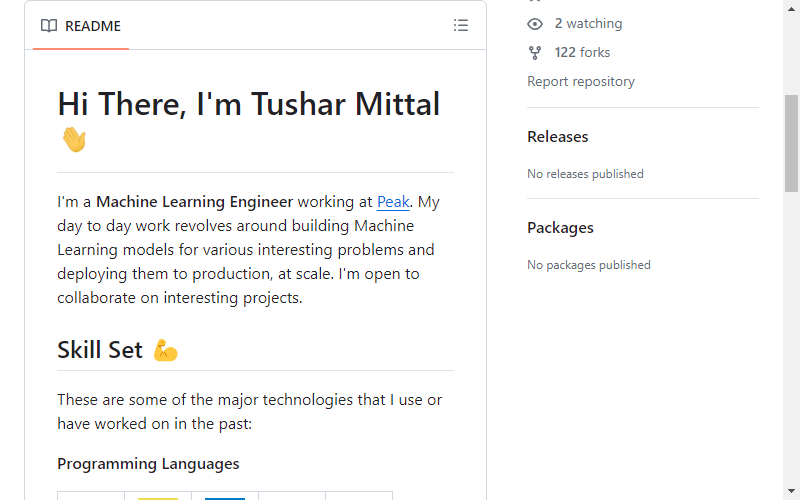 README
Hi There, I'm Tushar Mittal
👋
I'm a Machine Learning Engineer working at Peak. My
day to day work revolves around building Machine
Learning models for various interesting problems and
deploying them to production, at scale. I'm open to
collaborate on interesting projects.
Skill Set 💪
These are some of the major technologies that I use or
have worked on in the past:
Programming Languages
2 watching
122 forks
Report repository
Releases
No releases published
Packages
No packages published